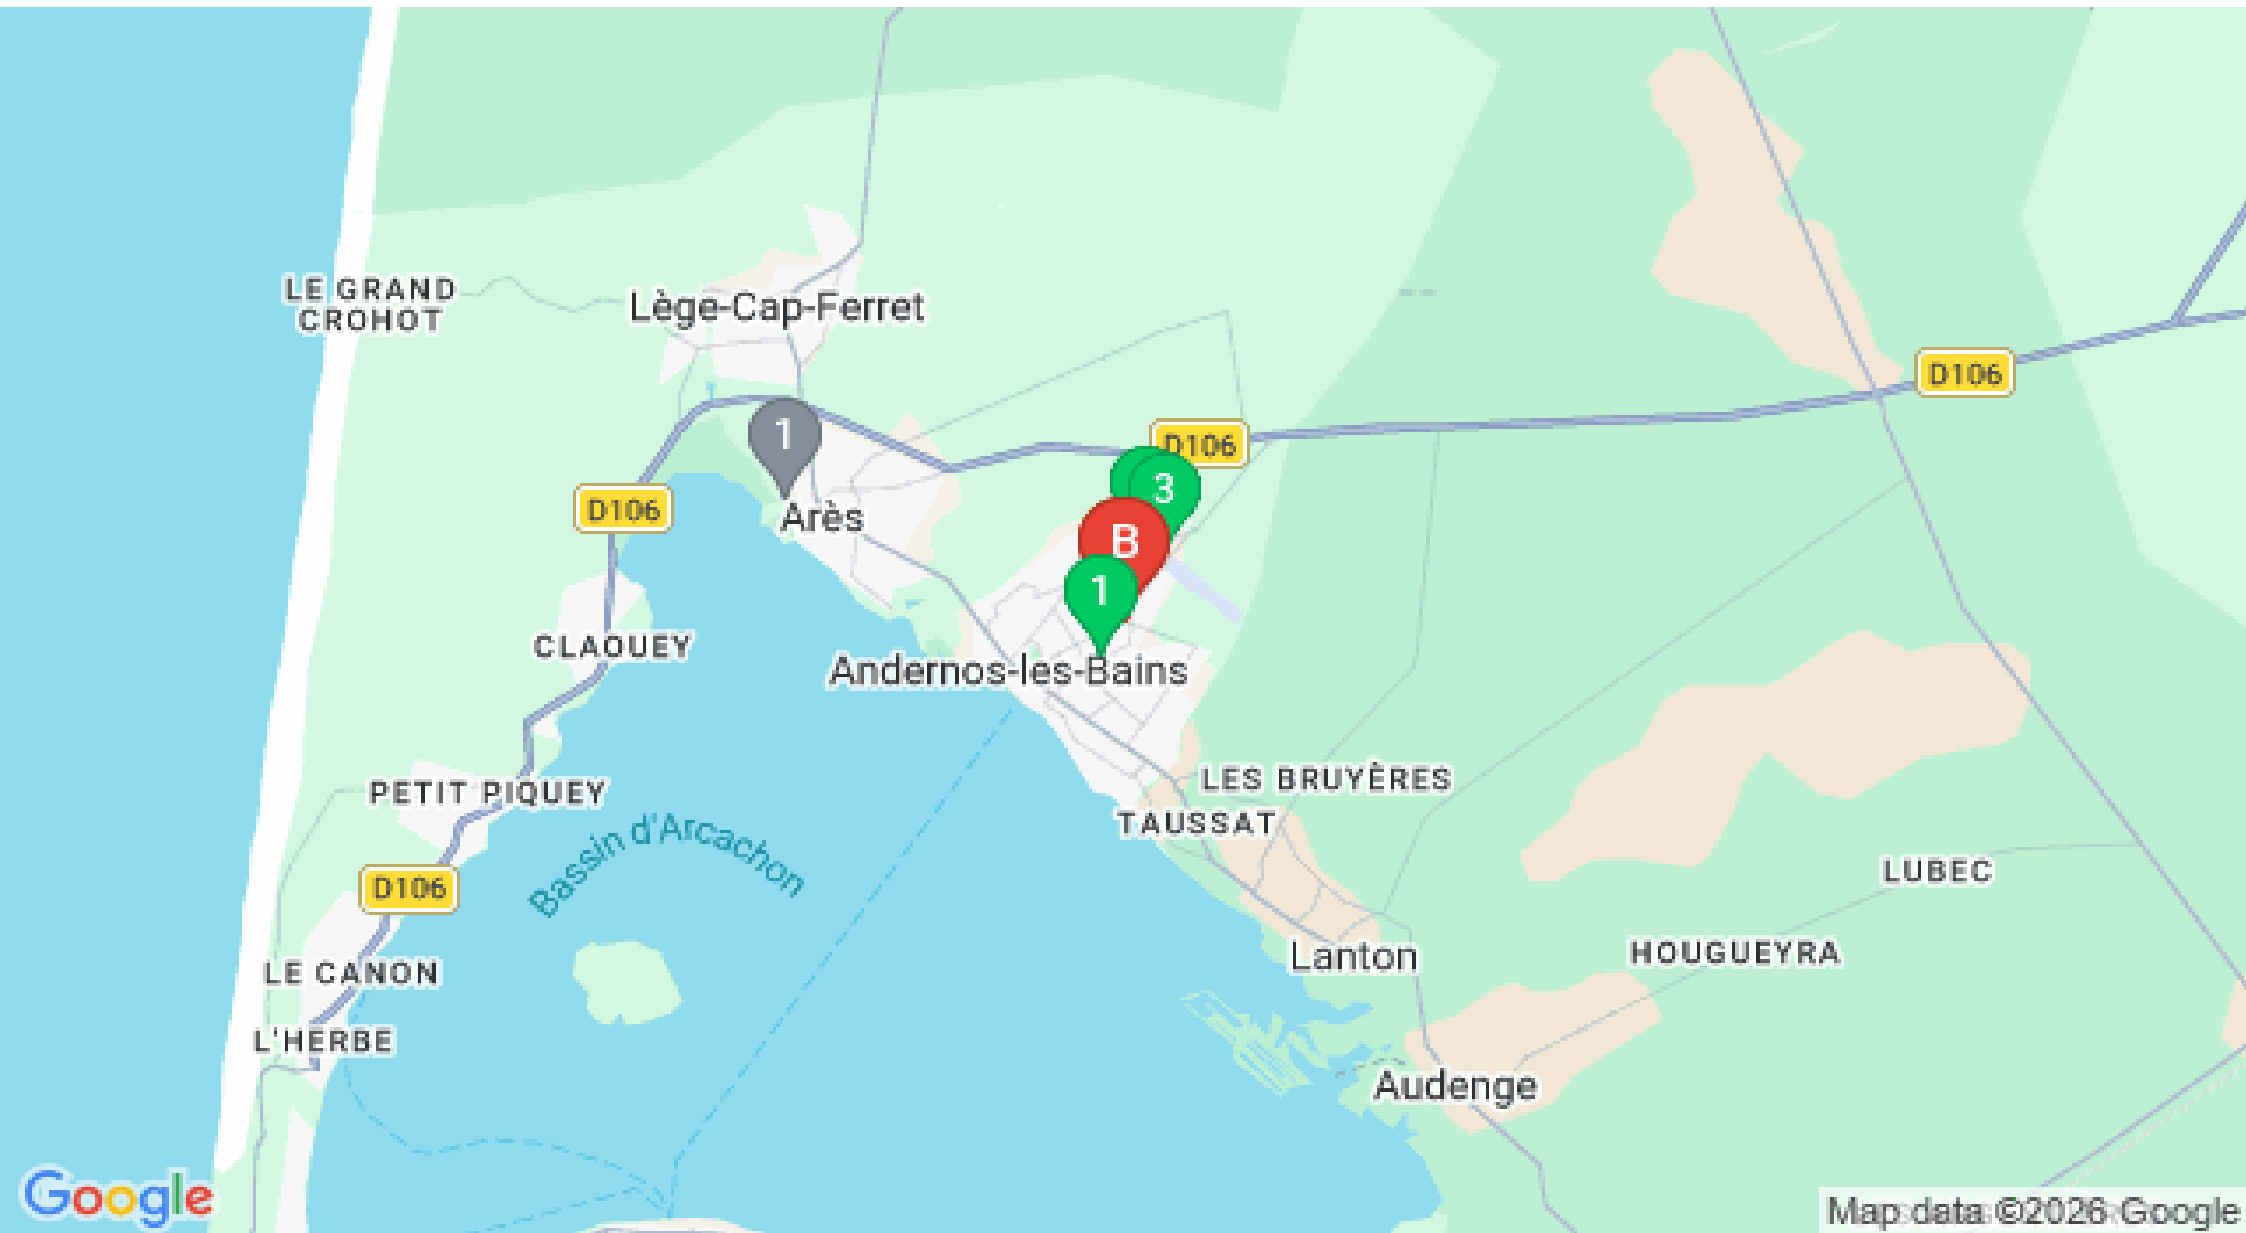 LE GRAND
CROHOT
Lège-Cap-Ferret
D106
D106
1
3
D106
Arès
B
1
CLAOUEY
Andernos-les-Bains
PETIT PIQUEY
LES BRUYÈRES
TAUSSAT
Bassin d'Arcachon
D106
LUBEC
LE CANON
Lanton
HOUGUEYRA
L'HERBE
Audenge
Google
Map data ©2026 Google